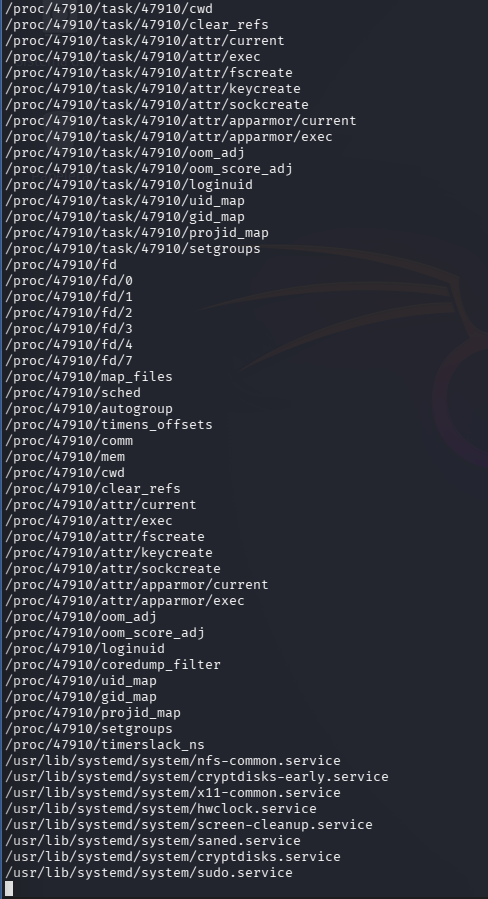 /proc/47910/task/47910/cwd
/proc/47910/task/47910/clear_refs
/proc/47910/task/47910/attr/current
/proc/47910/task/47910/attr/exec
/proc/47910/task/47910/attr/fscreate
/proc/47910/task/47910/attr/keycreate
/proc/47910/task/47910/attr/sockcreate
/proc/47910/task/47910/attr/apparmor/current
/proc/47910/task/47910/attr/apparmor/exec
/proc/47910/task/47910/oom_adj
/proc/47910/task/47910/oom_score_adj
/proc/47910/task/47910/loginuid
/proc/47910/task/47910/uid_map
/proc/47910/task/47910/gid_map
/proc/47910/task/47910/projid_map
/proc/47910/task/47910/setgroups
/proc/47910/fd
/proc/47910/fd/0
/proc/47910/fd/1
/proc/47910/fd/2
/proc/47910/fd/3
/proc/47910/fd/4
/proc/47910/fd/7
/proc/47910/map_files
/proc/47910/sched
/proc/47910/autogroup
/proc/47910/timens_offsets
/proc/47910/comm
/proc/47910/mem
/proc/47910/cwd
/proc/47910/clear_refs
/proc/47910/attr/current
/proc/47910/attr/exec
/proc/47910/attr/fscreate
/proc/47910/attr/keycreate
/proc/47910/attr/sockcreate
/proc/47910/attr/apparmor/current
/proc/47910/attr/apparmor/exec
/proc/47910/oom_adj
/proc/47910/oom_score_adj
/proc/47910/loginuid
/proc/47910/coredump_filter
/proc/47910/uid_map
/proc/47910/gid_map
/proc/47910/projid_map
/proc/47910/setgroups
/proc/47910/timerslack_ns
/usr/lib/systemd/system/nfs-common.service
/usr/lib/systemd/system/cryptdisks-early.service
/usr/lib/systemd/system/x11-common.service
/usr/lib/systemd/system/hwclock.service
/usr/lib/systemd/system/screen-cleanup.service
/usr/lib/systemd/system/saned.service
/usr/lib/systemd/system/cryptdisks.service
/usr/lib/systemd/system/sudo.service